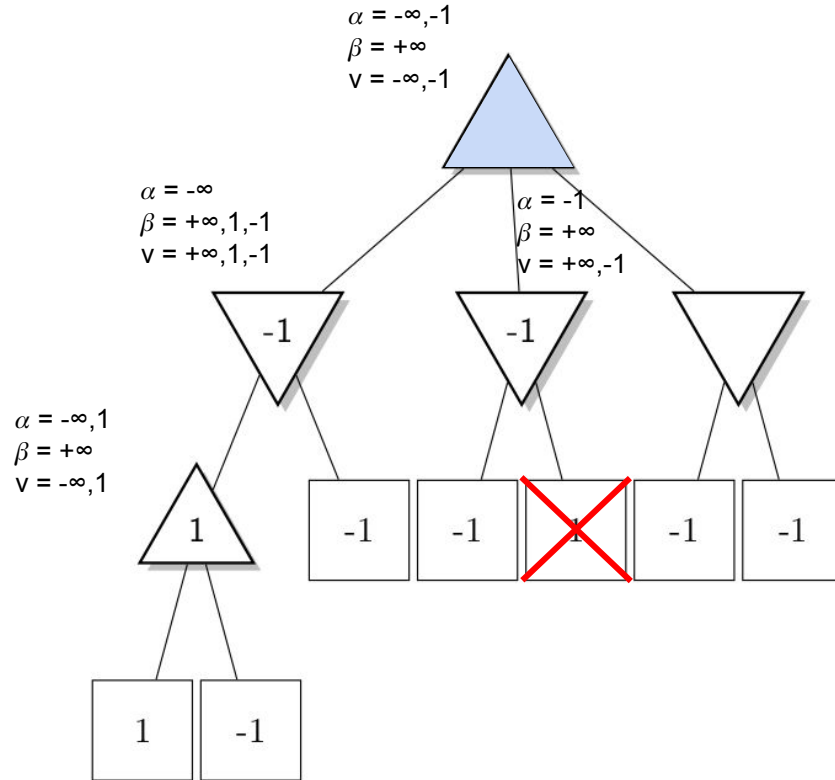 α = -∞,-1
β = +∞
v = -∞,-1
α = -∞
β = +∞,1,-1
v = +∞,1,-1
α = -1
β = +∞
v = +∞,-1
-1
-1
α = -∞,1
β = +∞
v = -∞,1
1
-1
-1
1
-1
-1
1
-1